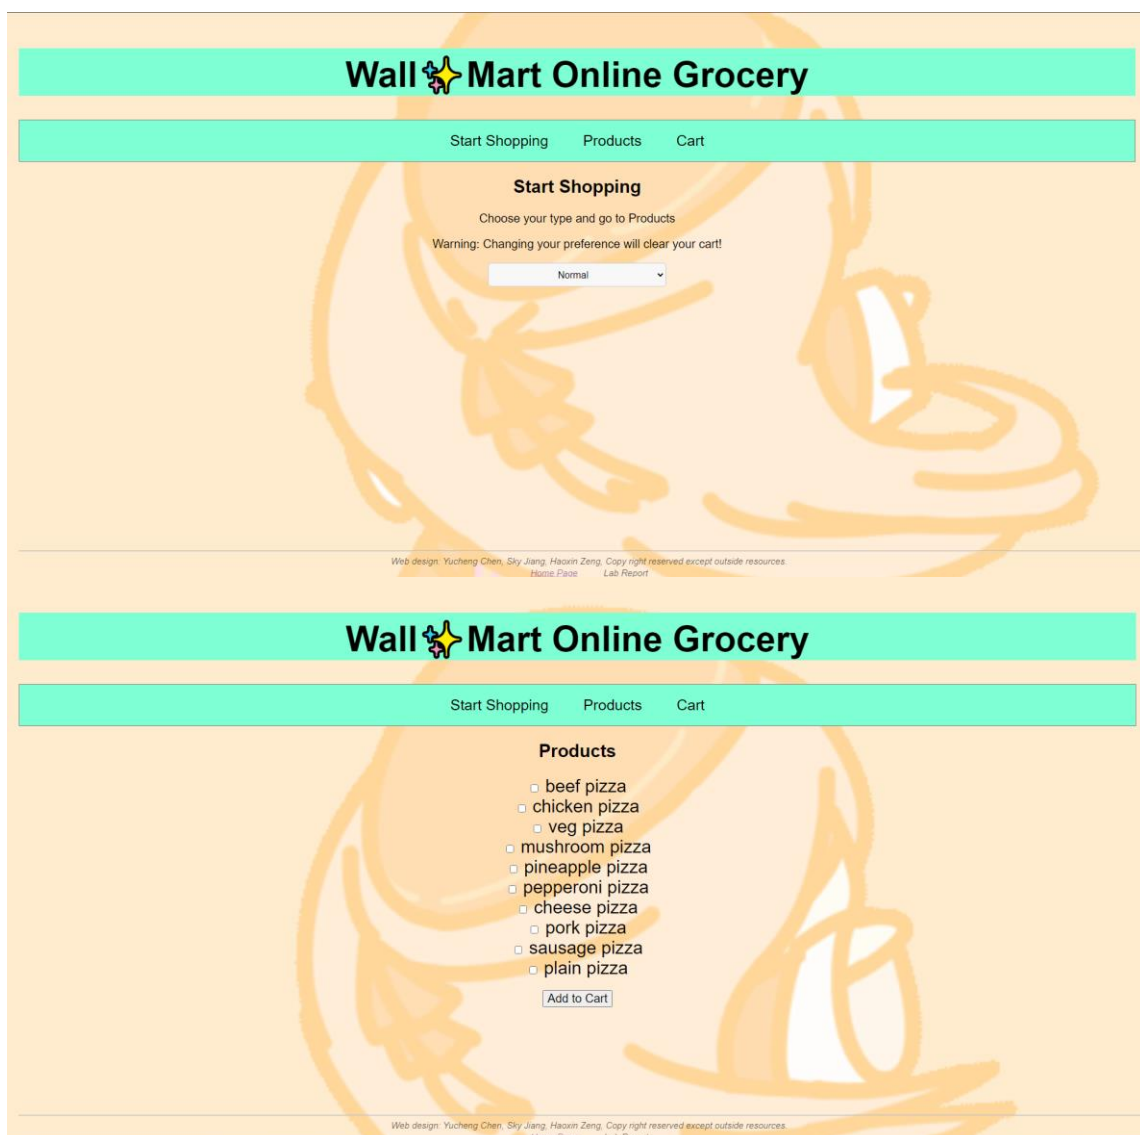 Wall✨Mart Online Grocery
Start Shopping Products Cart
Start Shopping
Choose your type and go to Products
Warning: Changing your preference will clear your cart!
Normal
Web design: Yucheng Chen, Sky Jiang, Haoxin Zeng, Copy right reserved except outside resources.
Home Page Lab Report
Wall✨Mart Online Grocery
Start Shopping Products Cart
Products
beef pizza
chicken pizza
veg pizza
mushroom pizza
pineapple pizza
pepperoni pizza
cheese pizza
pork pizza
sausage pizza
plain pizza
Add to Cart
Web design: Yucheng Chen, Sky Jiang, Haoxin Zeng, Copy right reserved except outside resources.